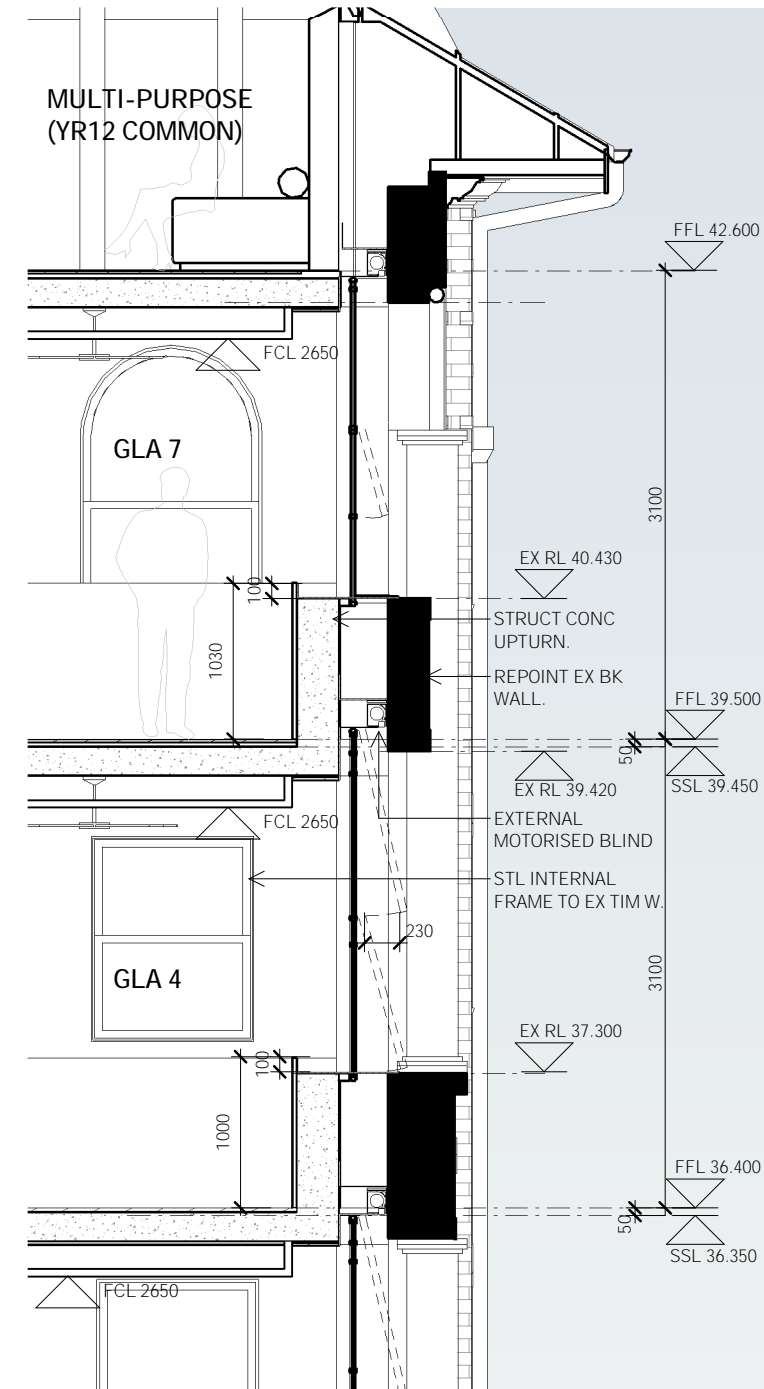 MULTI-PURPOSE
(YR12 COMMON)
FFL 42.600
FCL 2650
GLA 7
3100
EX RL 40.430
100
STRUCT CONC
UPTURN.
1030
REPOINT EX BK
WALL.
FFL 39.500
50
EX RL 39.420
SSL 39.450
FCL 2650
EXTERNAL
MOTORISED BLIND
STL INTERNAL
FRAME TO EX TIM W.
230
GLA 4
3100
EX RL 37.300
100
1000
FFL 36.400
50
SSL 36.350
FCL 2650